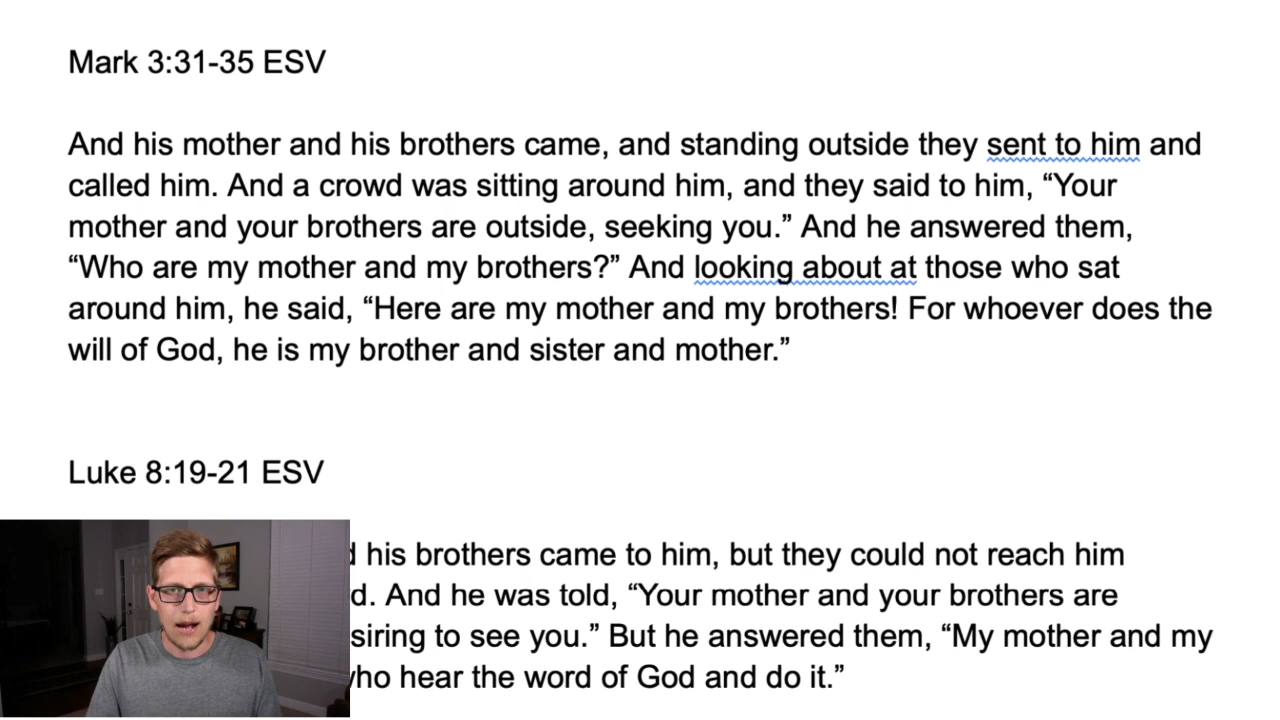 Mark 3:31-35 ESV
And his mother and his brothers came, and standing outside they sent to him and
called him. And a crowd was sitting around him, and they said to him, “Your
mother and your brothers are outside, seeking you.” And he answered them,
“Who are my mother and my brothers?” And looking about at those who sat
around him, he said, “Here are my mother and my brothers! For whoever does the
will of God, he is my brother and sister and mother.”
Luke 8:19-21 ESV
his brothers came to him, but they could not reach him
And he was told, “Your mother and your brothers are
to see you.” But he answered them, “My mother and my
hear the word of God and do it.”